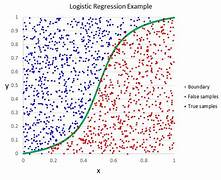 Logistic Regression Example
1
0.9
0.8
0.7
0.6
y 0.5
0.4
0.3
0.2
0.1
0
0 0.2 0.4 0.6 0.8 1
x
Boundary
False samples
True samples